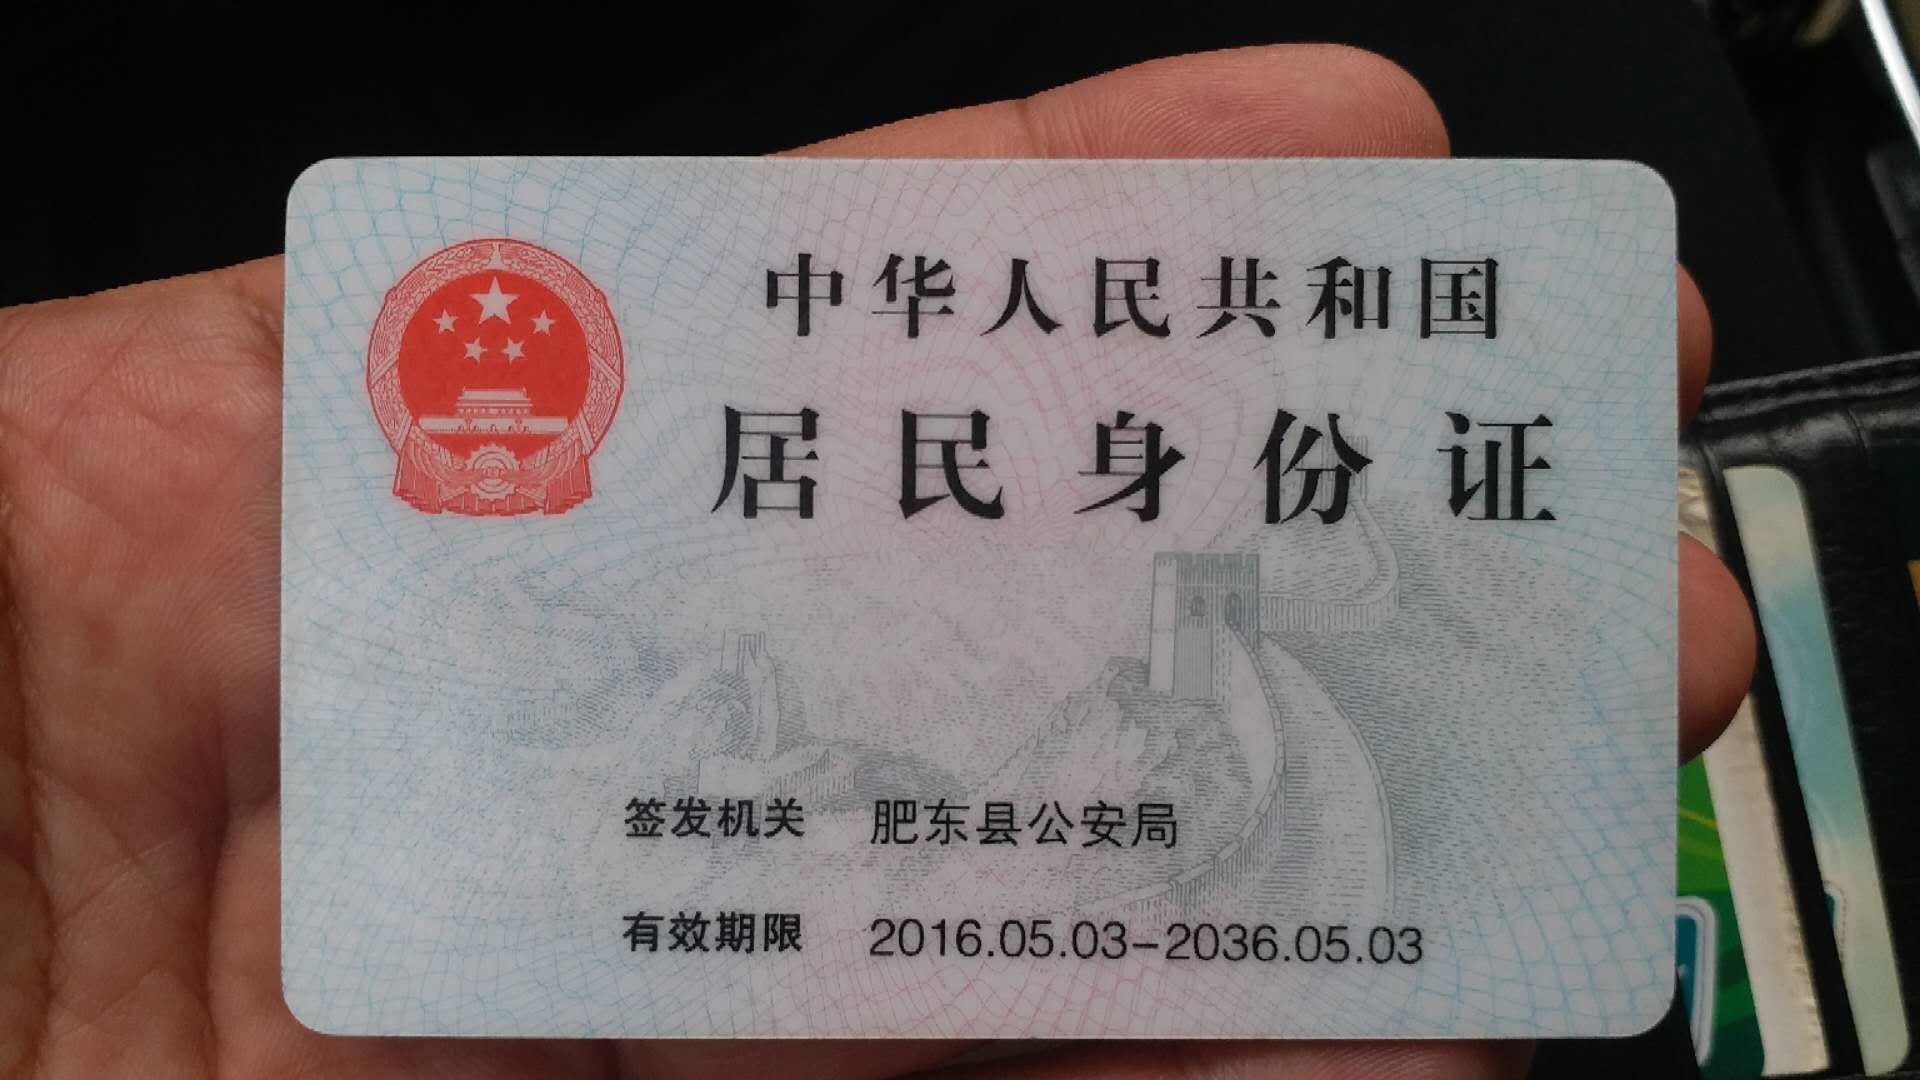 中华人民共和国
居民身份证
签发机关 肥东县公安局
有效期限 2016.05.03-2036.05.03